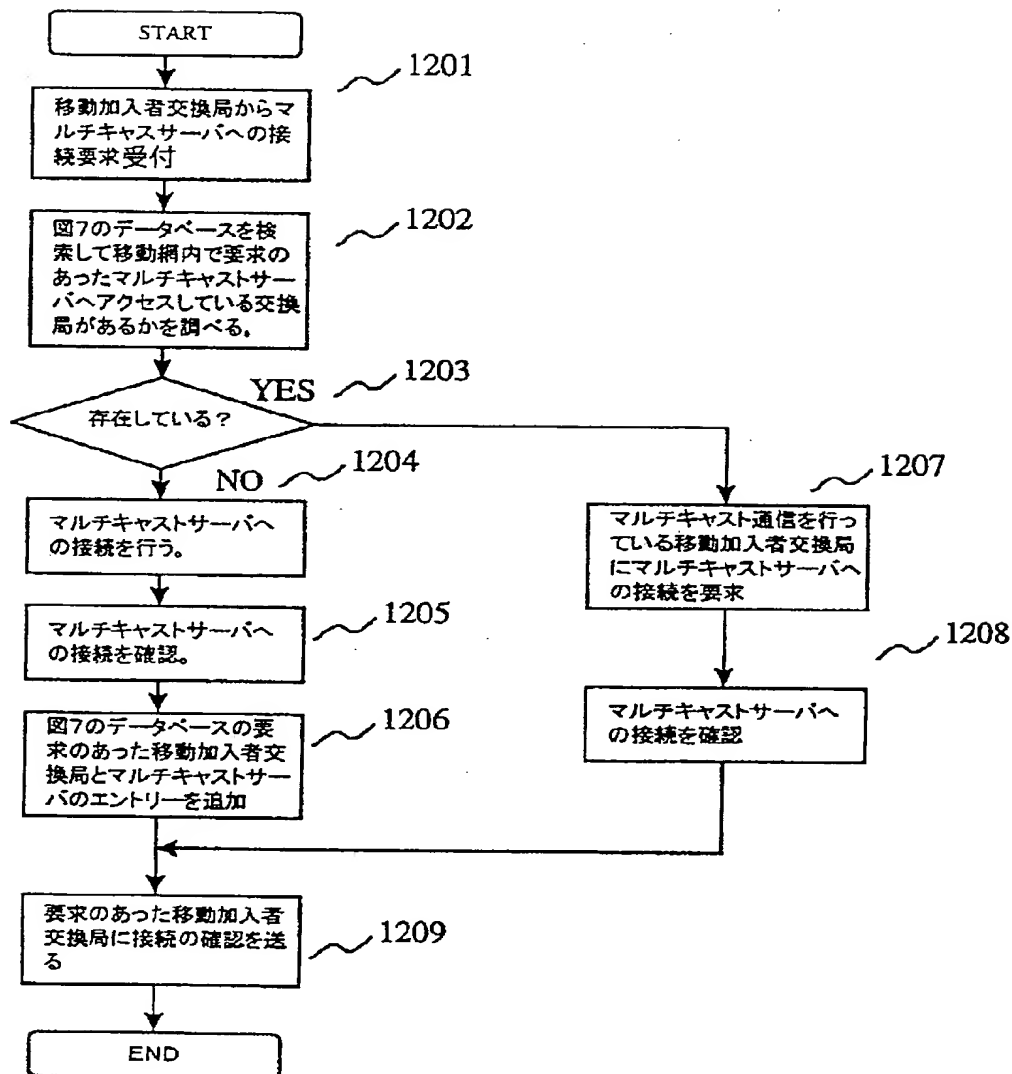 START
1201
移動加入者交換局からマ
ルチキャスサーバへの接
続要求受付
1202
図7のデータベースを検
索して移動網内で要求の
あったマルチキャストサー
バへアクセスしている交換
局があるかを調べる。
1203
YES
存在している?
NO
1204
マルチキャストサーバへ
の接続を行う。
1205
マルチキャストサーバへ
の接続を確認。
1206
図7のデータベースの要
求のあった移動加入者交
換局とマルチキャストサー
バのエントリーを追加
1207
マルチキャスト通信を行っ
ている移動加入者交換局
にマルチキャストサーバへ
の接続を要求
1208
マルチキャストサーバへ
の接続を確認
1209
要求のあった移動加入者
交換局に接続の確認を送
る
END